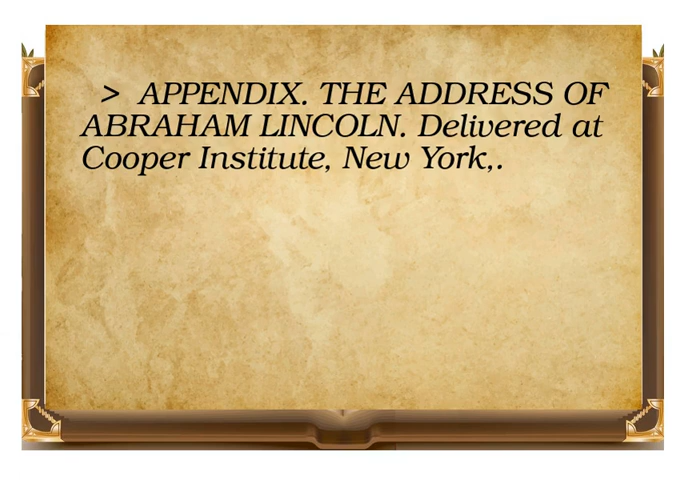 > APPENDIX. THE ADDRESS OF
ABRAHAM LINCOLN. Delivered at
Cooper Institute, New York,.